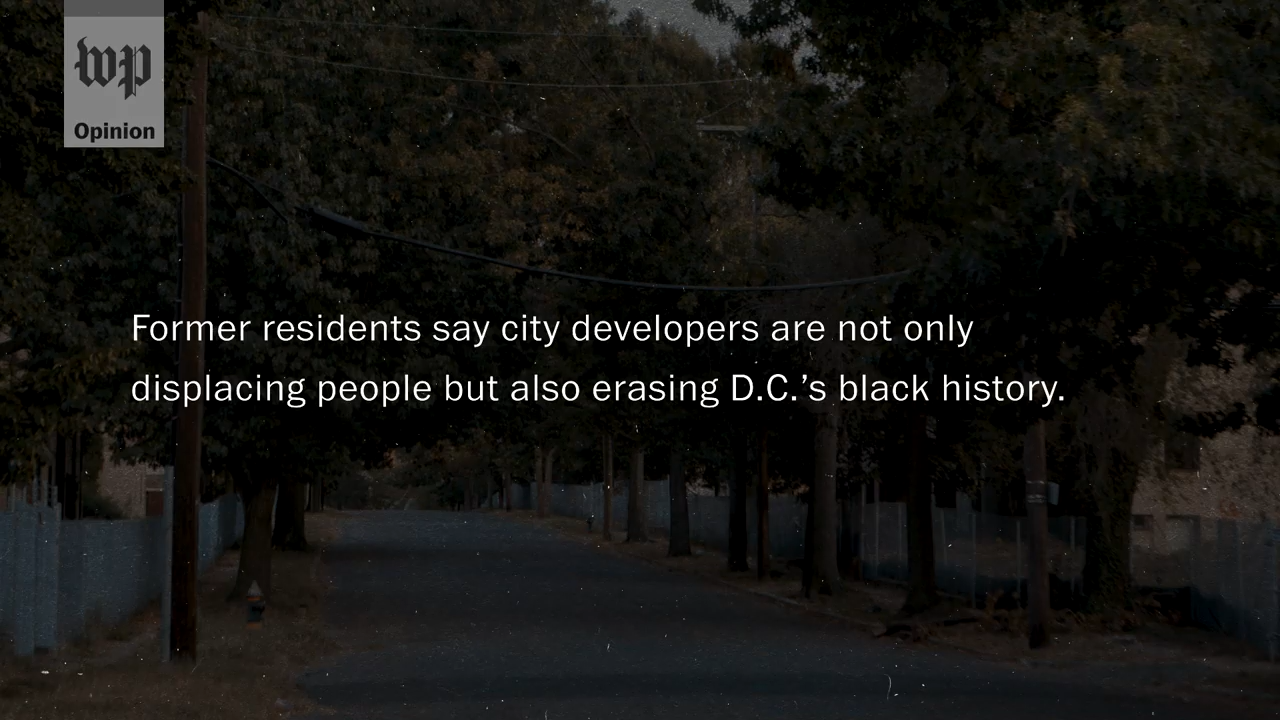 wp
Opinion
Former residents say city developers are not only
displacing people but also erasing D.C.’s black history.